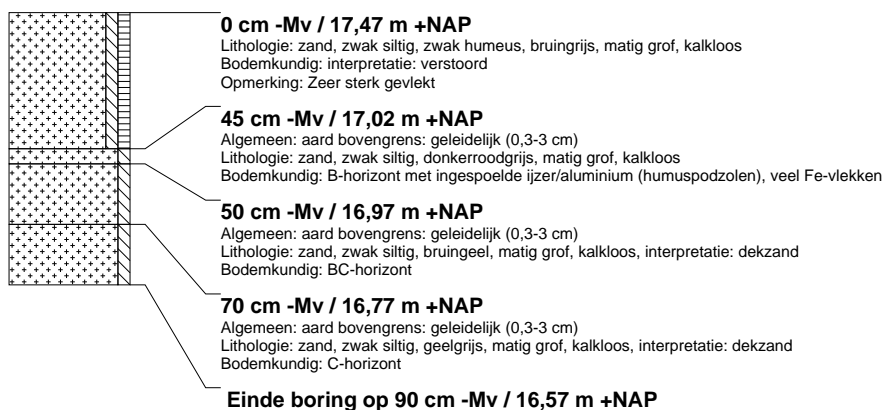 0 cm -Mv / 17,47 m +NAP
Lithologie: zand, zwak siltig, zwak humeus, bruingrijs, matig grof, kalkloos
Bodemkundig: interpretatie: verstoord
Opmerking: Zeer sterk gevlekt
45 cm -Mv / 17,02 m +NAP
Algemeen: aard bovengrens: geleidelijk (0,3-3 cm)
Lithologie: zand, zwak siltig, donkerroodgrijs, matig grof, kalkloos
Bodemkundig: B-horizont met ingespoelde ijzer/aluminium (humuspodzolen), veel Fe-vlekken
50 cm -Mv / 16,97 m +NAP
Algemeen: aard bovengrens: geleidelijk (0,3-3 cm)
Lithologie: zand, zwak siltig, bruingeel, matig grof, kalkloos, interpretatie: dekzand
Bodemkundig: BC-horizont
70 cm -Mv / 16,77 m +NAP
Algemeen: aard bovengrens: geleidelijk (0,3-3 cm)
Lithologie: zand, zwak siltig, geelgrijs, matig grof, kalkloos, interpretatie: dekzand
Bodemkundig: C-horizont
Einde boring op 90 cm -Mv / 16,57 m +NAP